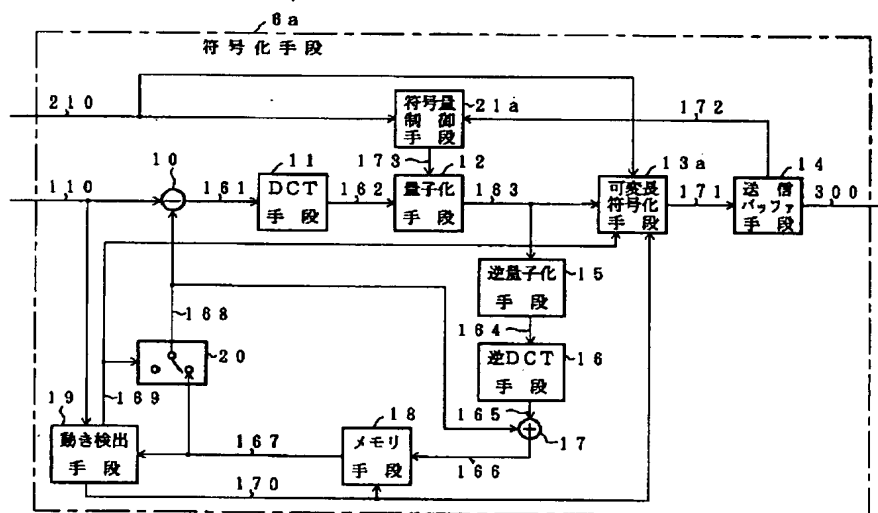 6a
符号化手段
210
符号量
制御
手段
21a
172
173
110
10
161
11
DCT
手段
162
12
量子化
手段
163
13a
可変長
符号化
手段
171
14
送信
バッファ
手段
300
逆量子化
手段
15
164
逆DCT
手段
16
165
17
166
168
20
169
19
動き検出
手段
167
18
メモリ
手段
170